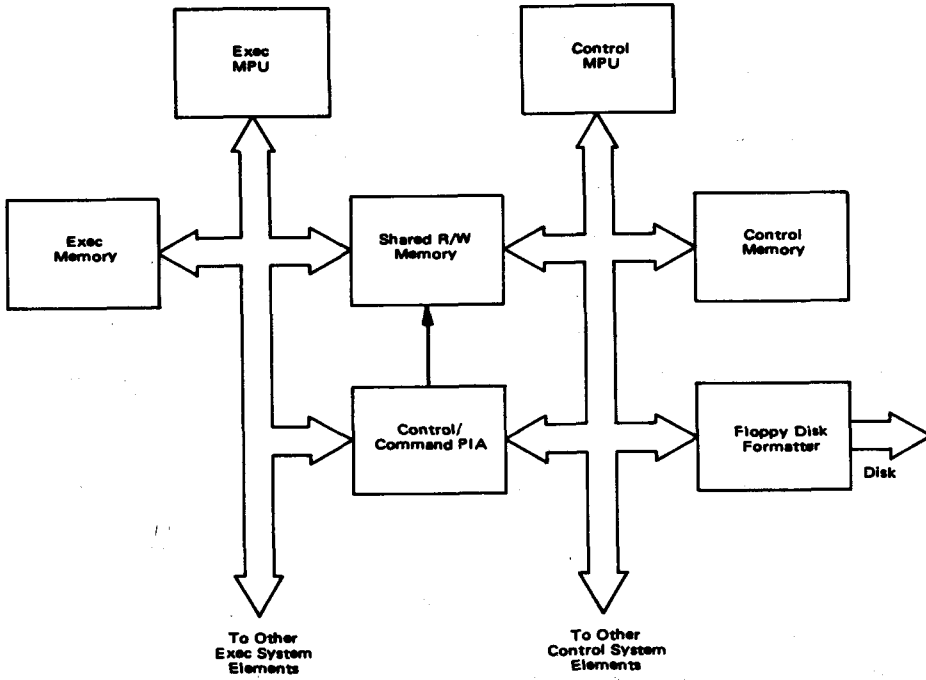 Exec
MPU
Control
MPU
Exec
Memory
Shared R/W
Memory
Control
Memory
Control/
Command PIA
Floppy Disk
Formatter
Disk
To Other
Exec System
Elements
To Other
Control System
Elements